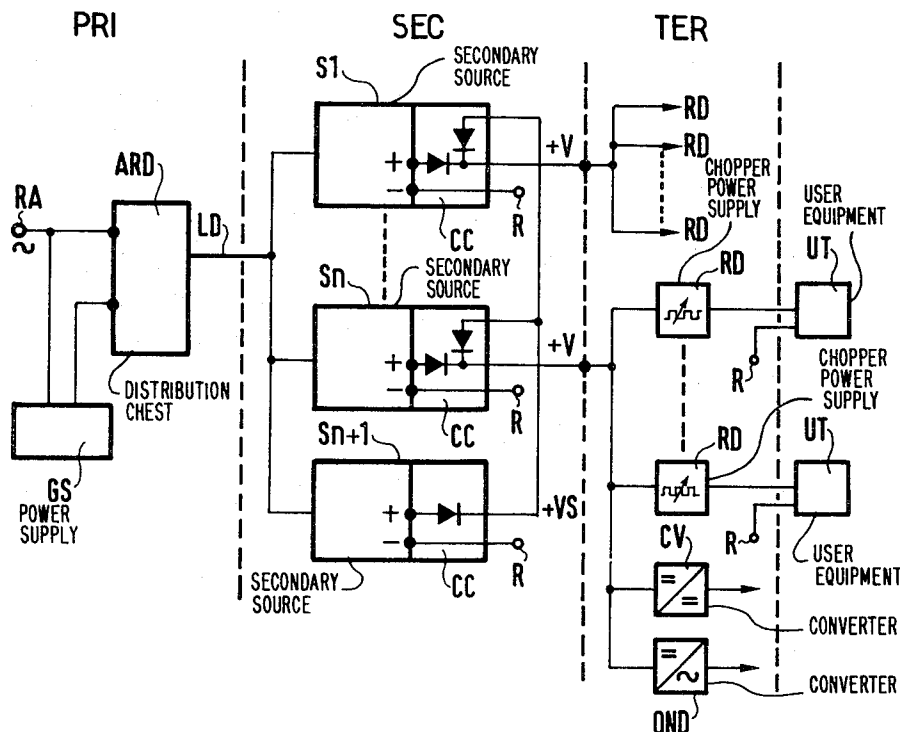 PRI
SEC
TER
S1
SECONDARY
SOURCE
+
−
CC
+V
R
RD
RD
RD
RA
~
ARD
LD
DISTRIBUTION
CHEST
GS
POWER
SUPPLY
Sn
SECONDARY
SOURCE
+
−
CC
+V
R
Sn+1
+
−
CC
+VS
R
SECONDARY
SOURCE
CHOPPER
POWER
SUPPLY
RD
USER
EQUIPMENT
UT
R
CHOPPER
POWER
SUPPLY
RD
UT
R
USER
EQUIPMENT
CV
=
=
CONVERTER
=
~
CONVERTER
OND